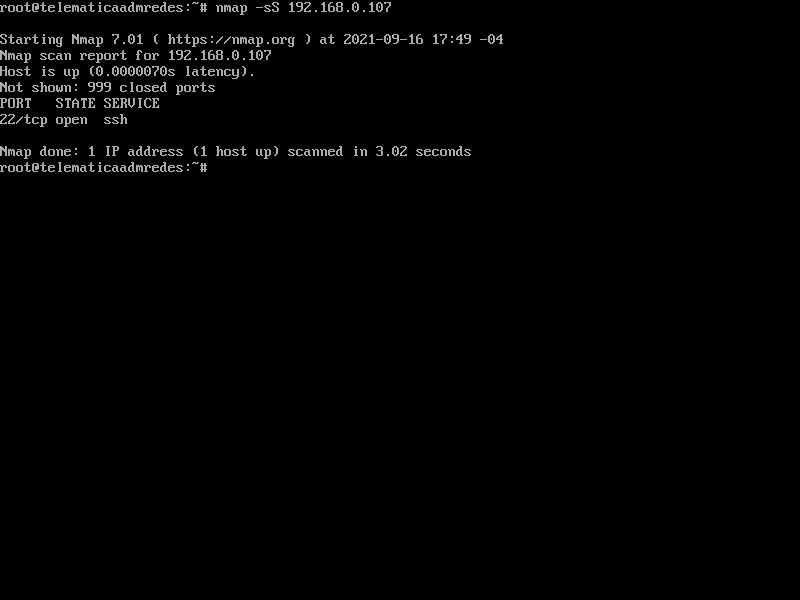 root@telematicaadmredes:~# nmap -sS 192.168.0.107
Starting Nmap 7.01 ( https://nmap.org ) at 2021-09-16 17:49 -04
Nmap scan report for 192.168.0.107
Host is up (0.0000070s latency).
Not shown: 999 closed ports
PORT   STATE SERVICE
22/tcp open  ssh
Nmap done: 1 IP address (1 host up) scanned in 3.02 seconds
root@telematicaadmredes:~#